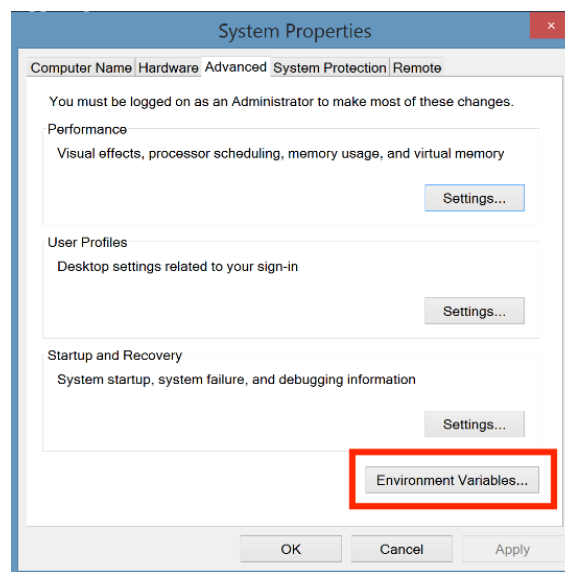 System Properties
×
Computer Name Hardware Advanced System Protection Remote
You must be logged on as an Administrator to make most of these changes.
Performance
Visual effects, processor scheduling, memory usage, and virtual memory
Settings...
User Profiles
Desktop settings related to your sign-in
Settings...
Startup and Recovery
System startup, system failure, and debugging information
Settings...
Environment Variables...
OK Cancel Apply